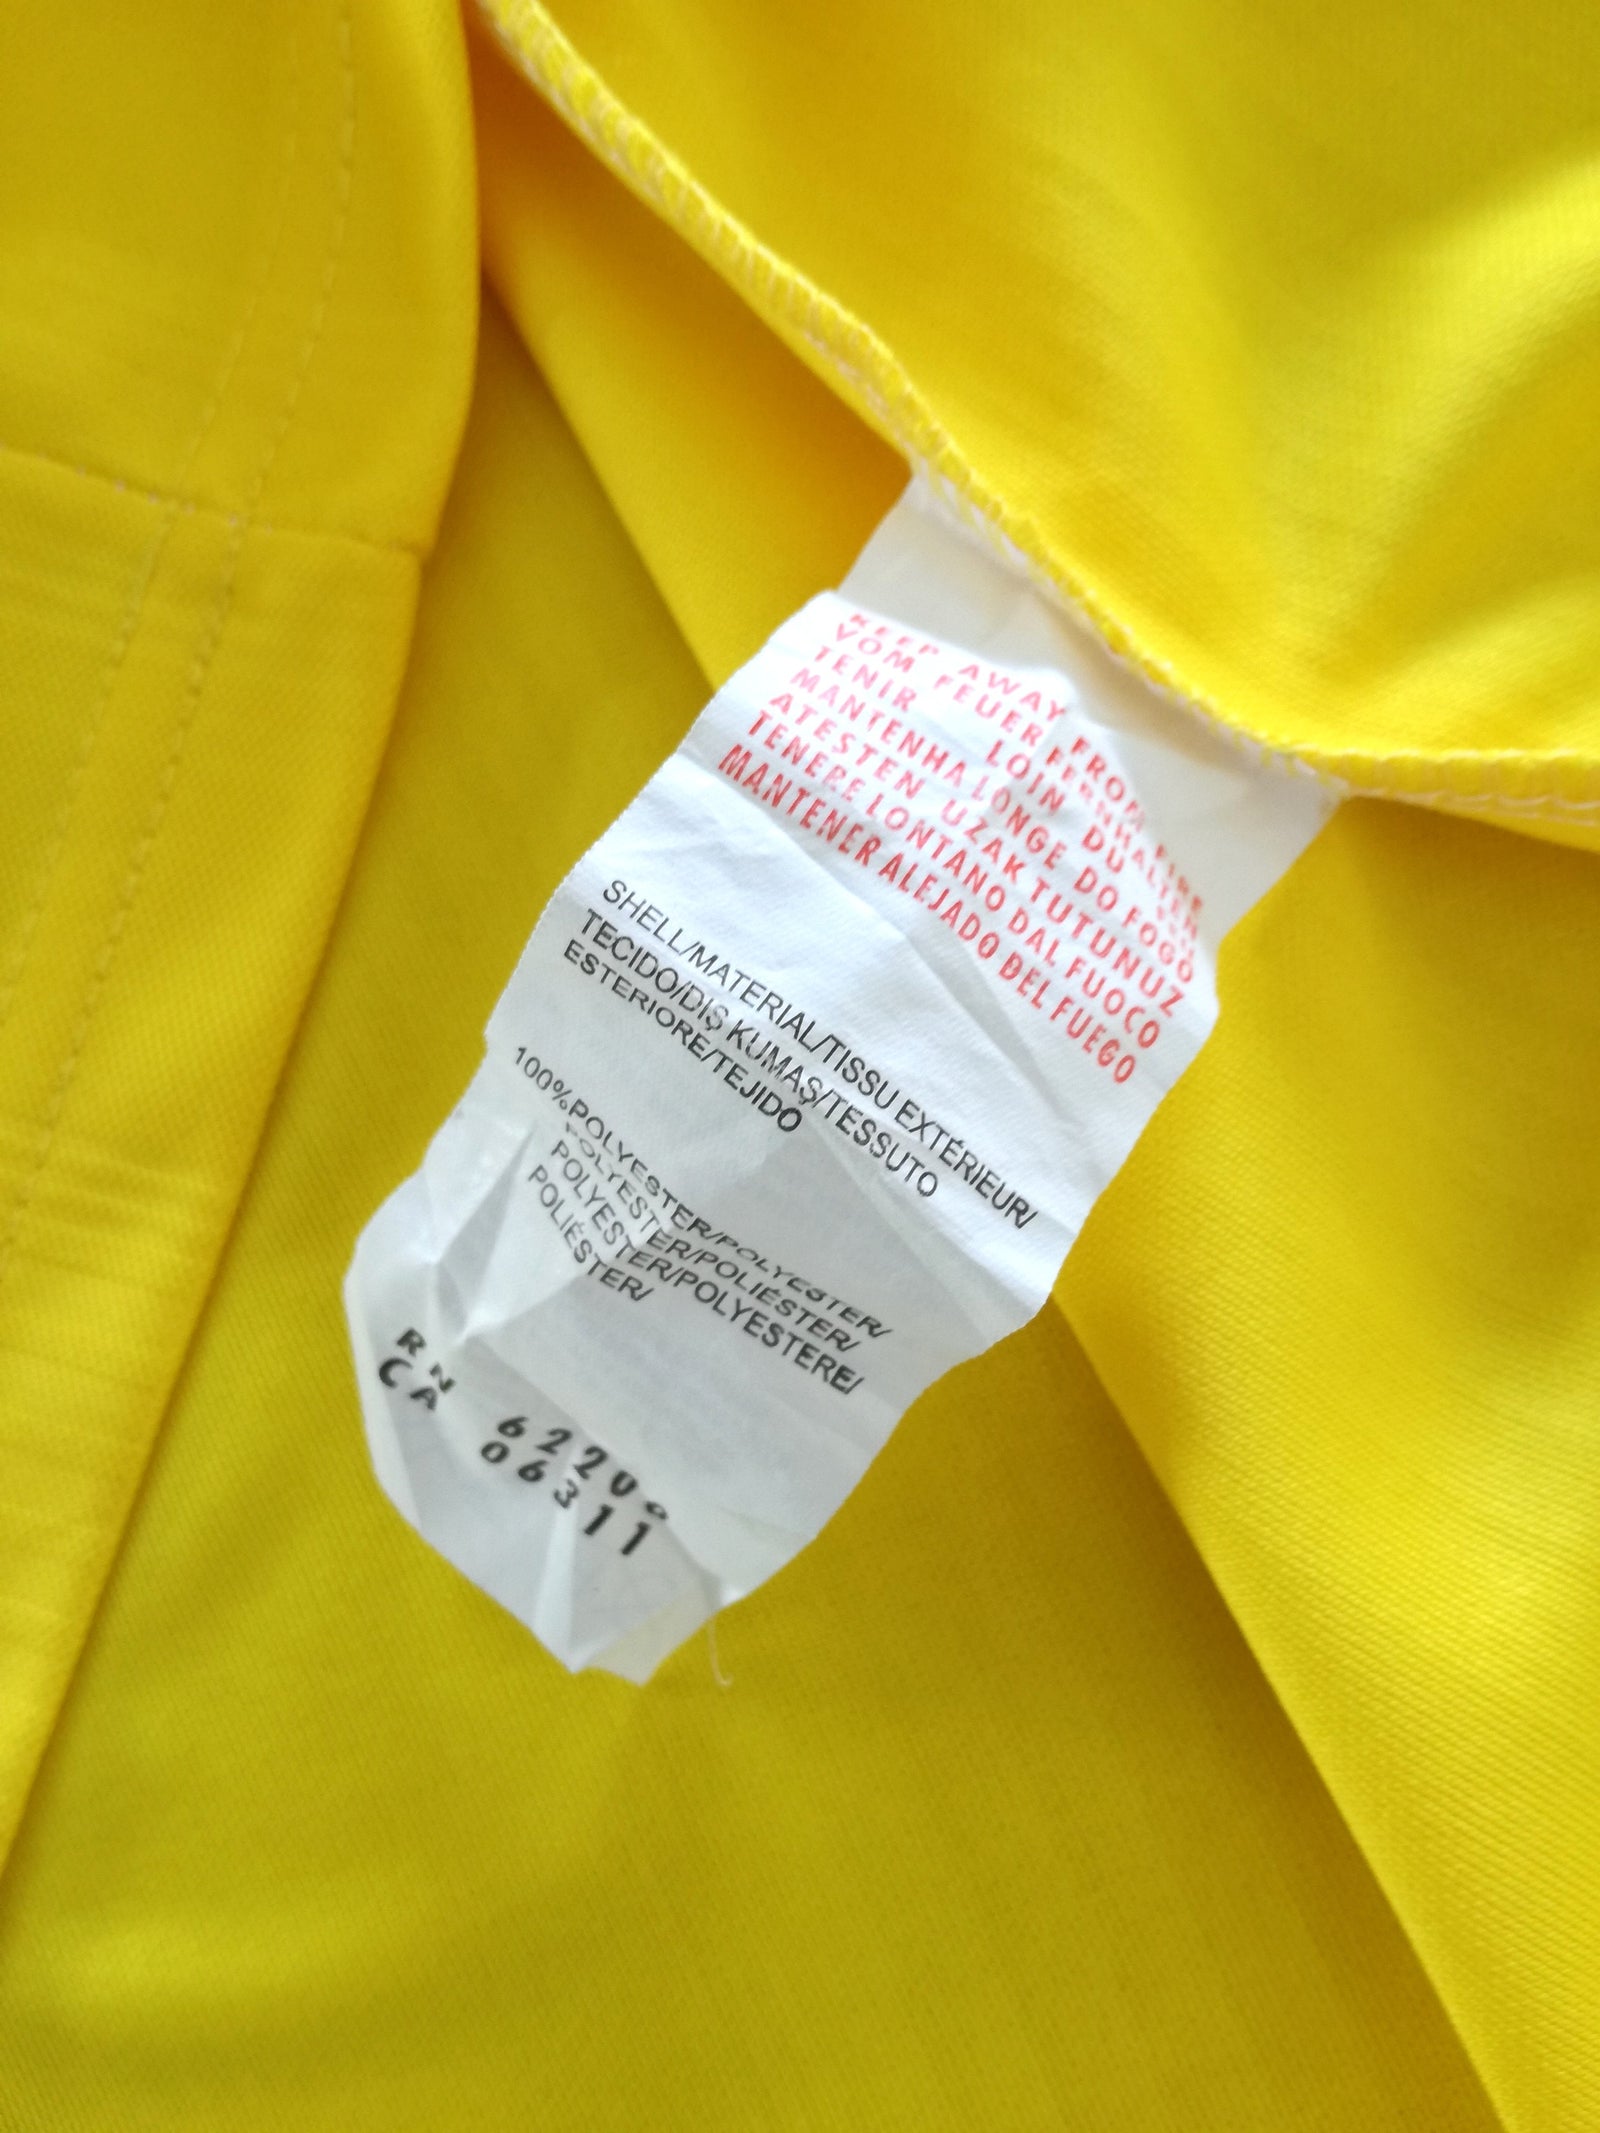 KEEP AWAY FROM FIRE
VOM FEUER FERNHALTEN
TENIR LOIN DU FEU
MANTENHA LONGE DO FOGO
ATESTEN UZAK TUTUNUZ
TENERE LONTANO DAL FUOCO
MANTENER ALEJADO DEL FUEGO
SHELL/MATERIAL/TISSU EXTÉRIEUR/
TECIDO/DIŞ KUMAŞ/TESSUTO
ESTERIORE/TEJIDO
100%POLYESTER/POLYESTER/
POLYESTER/POLIÉSTER/
POLYESTER/POLYESTERE/
POLIÉSTER/
RN 6220
CA 06311